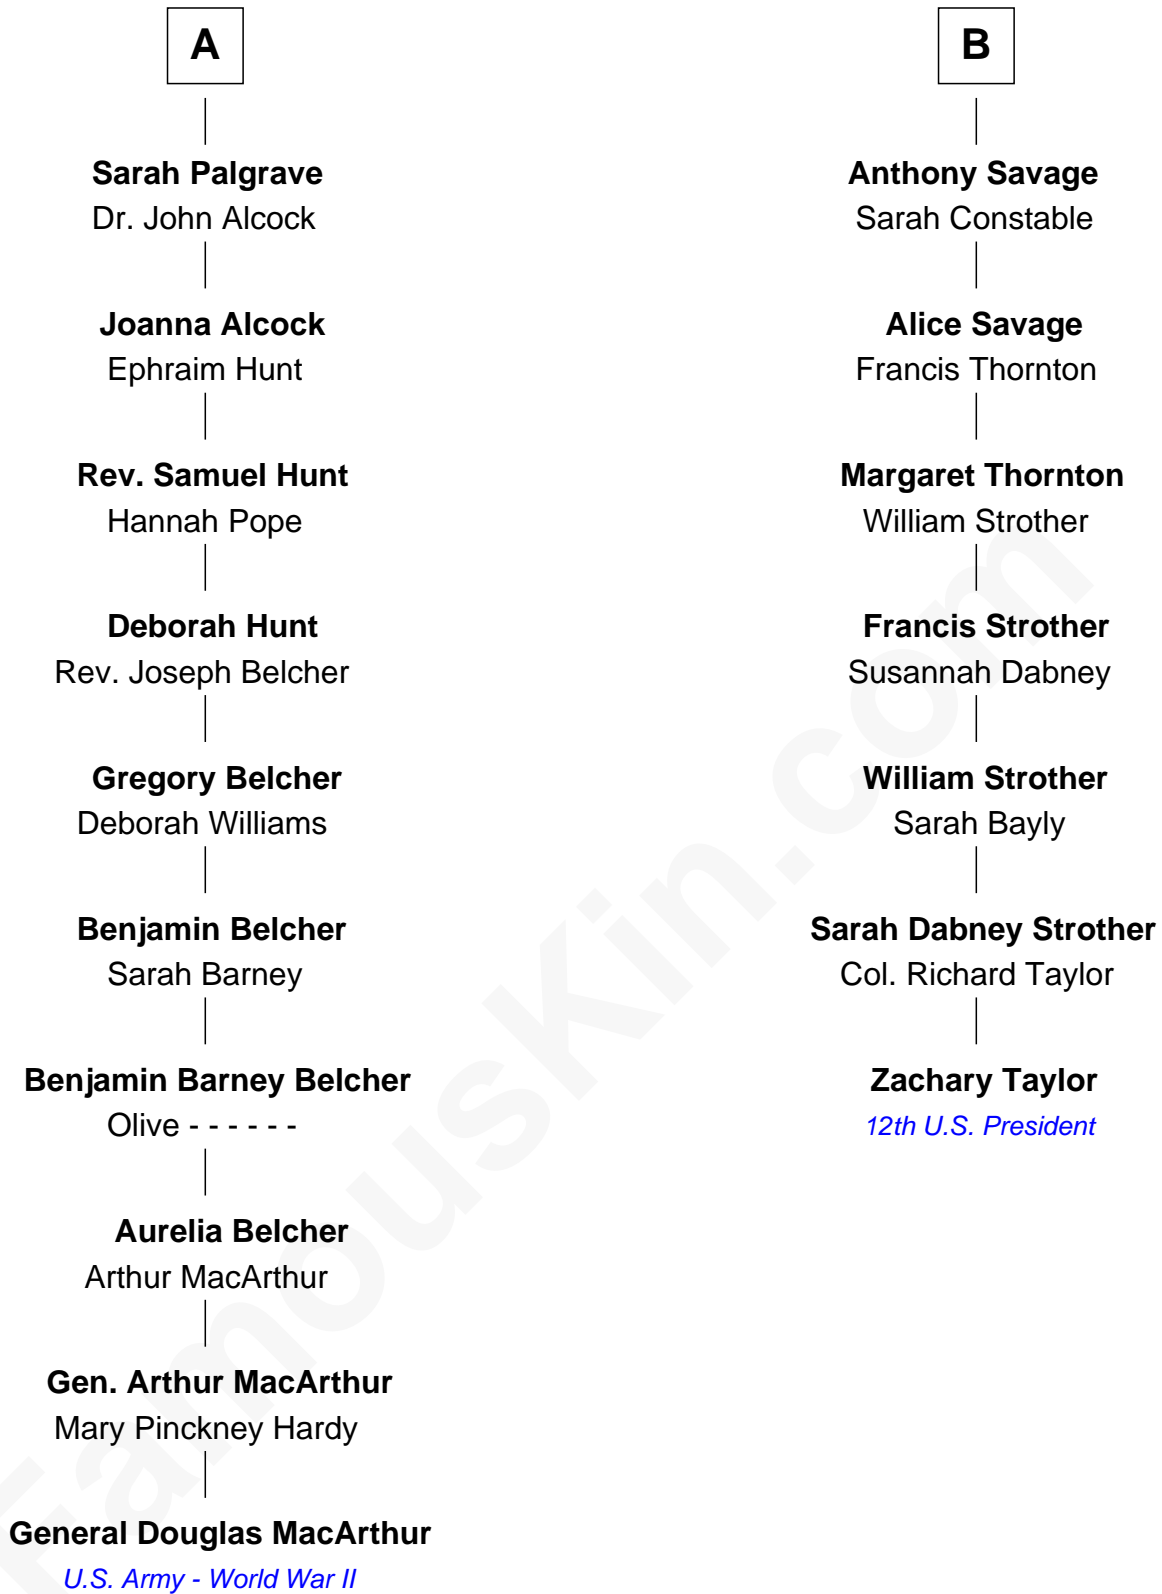 A
Sarah Palgrave
Dr. John Alcock
Joanna Alcock
Ephraim Hunt
Rev. Samuel Hunt
Hannah Pope
Deborah Hunt
Rev. Joseph Belcher
Gregory Belcher
Deborah Williams
Benjamin Belcher
Sarah Barney
Benjamin Barney Belcher
Olive - - - - - -
Aurelia Belcher
Arthur MacArthur
Gen. Arthur MacArthur
Mary Pinckney Hardy
General Douglas MacArthur
U.S. Army - World War II
B
Anthony Savage
Sarah Constable
Alice Savage
Francis Thornton
Margaret Thornton
William Strother
Francis Strother
Susannah Dabney
William Strother
Sarah Bayly
Sarah Dabney Strother
Col. Richard Taylor
Zachary Taylor
12th U.S. President
FamousKin.com